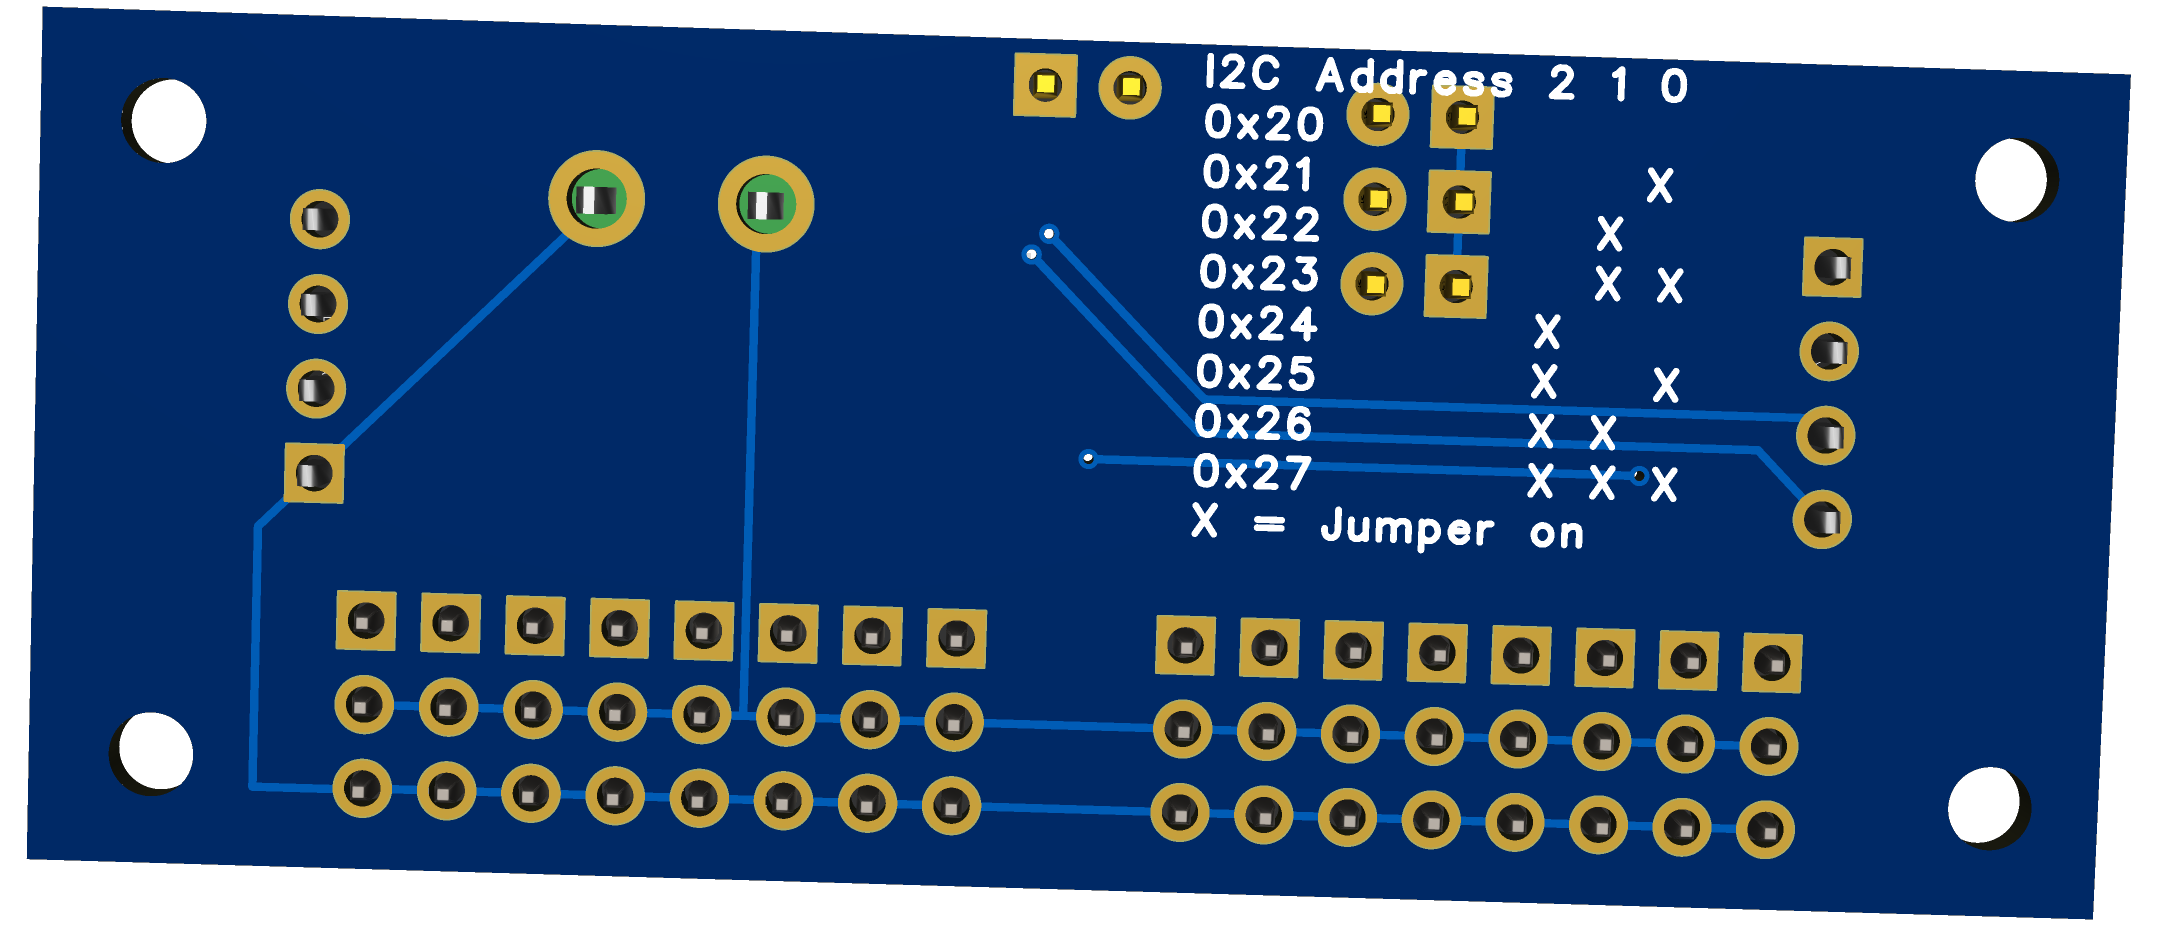 I2C Address 2 1 0
0x20
0x21 X
0x22 X
0x23 X X
0x24 X
0x25 X X
0x26 X X
0x27 X X X
X = Jumper on